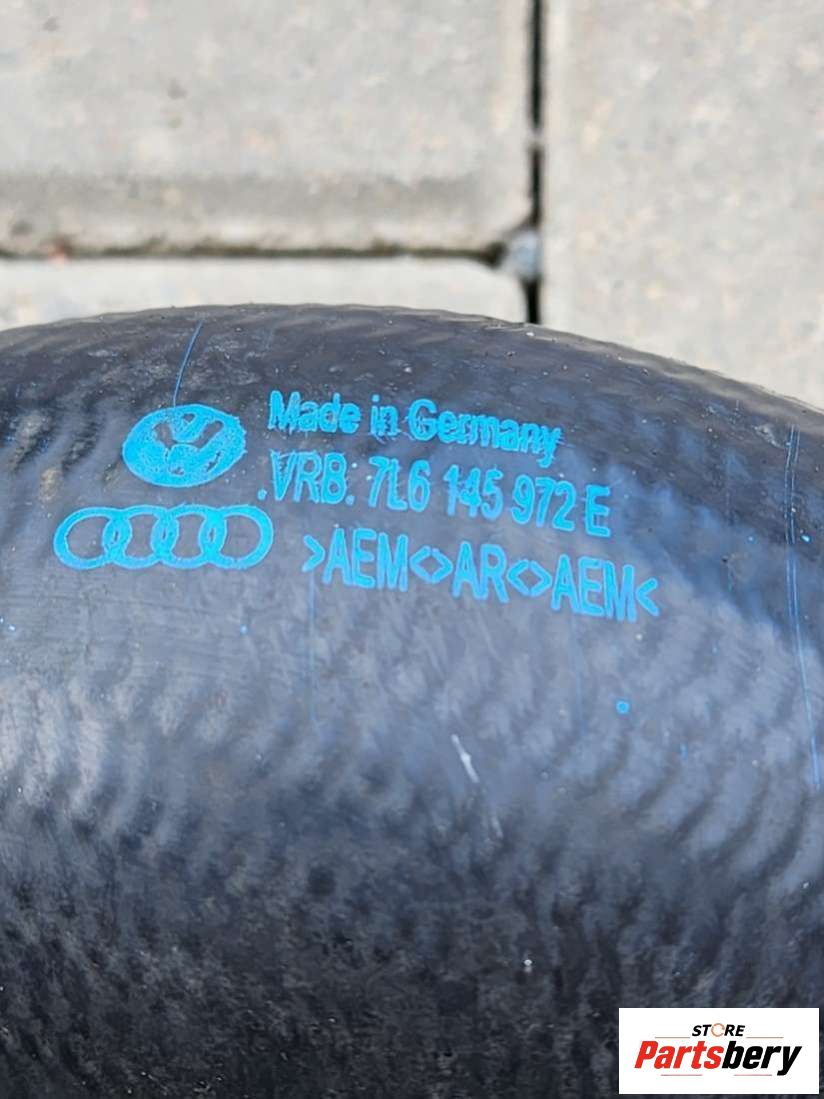 Made in Germany
.VRB. 7L6 145 972 E
>AEM<>AR<>AEM<
STORE
Partsbery